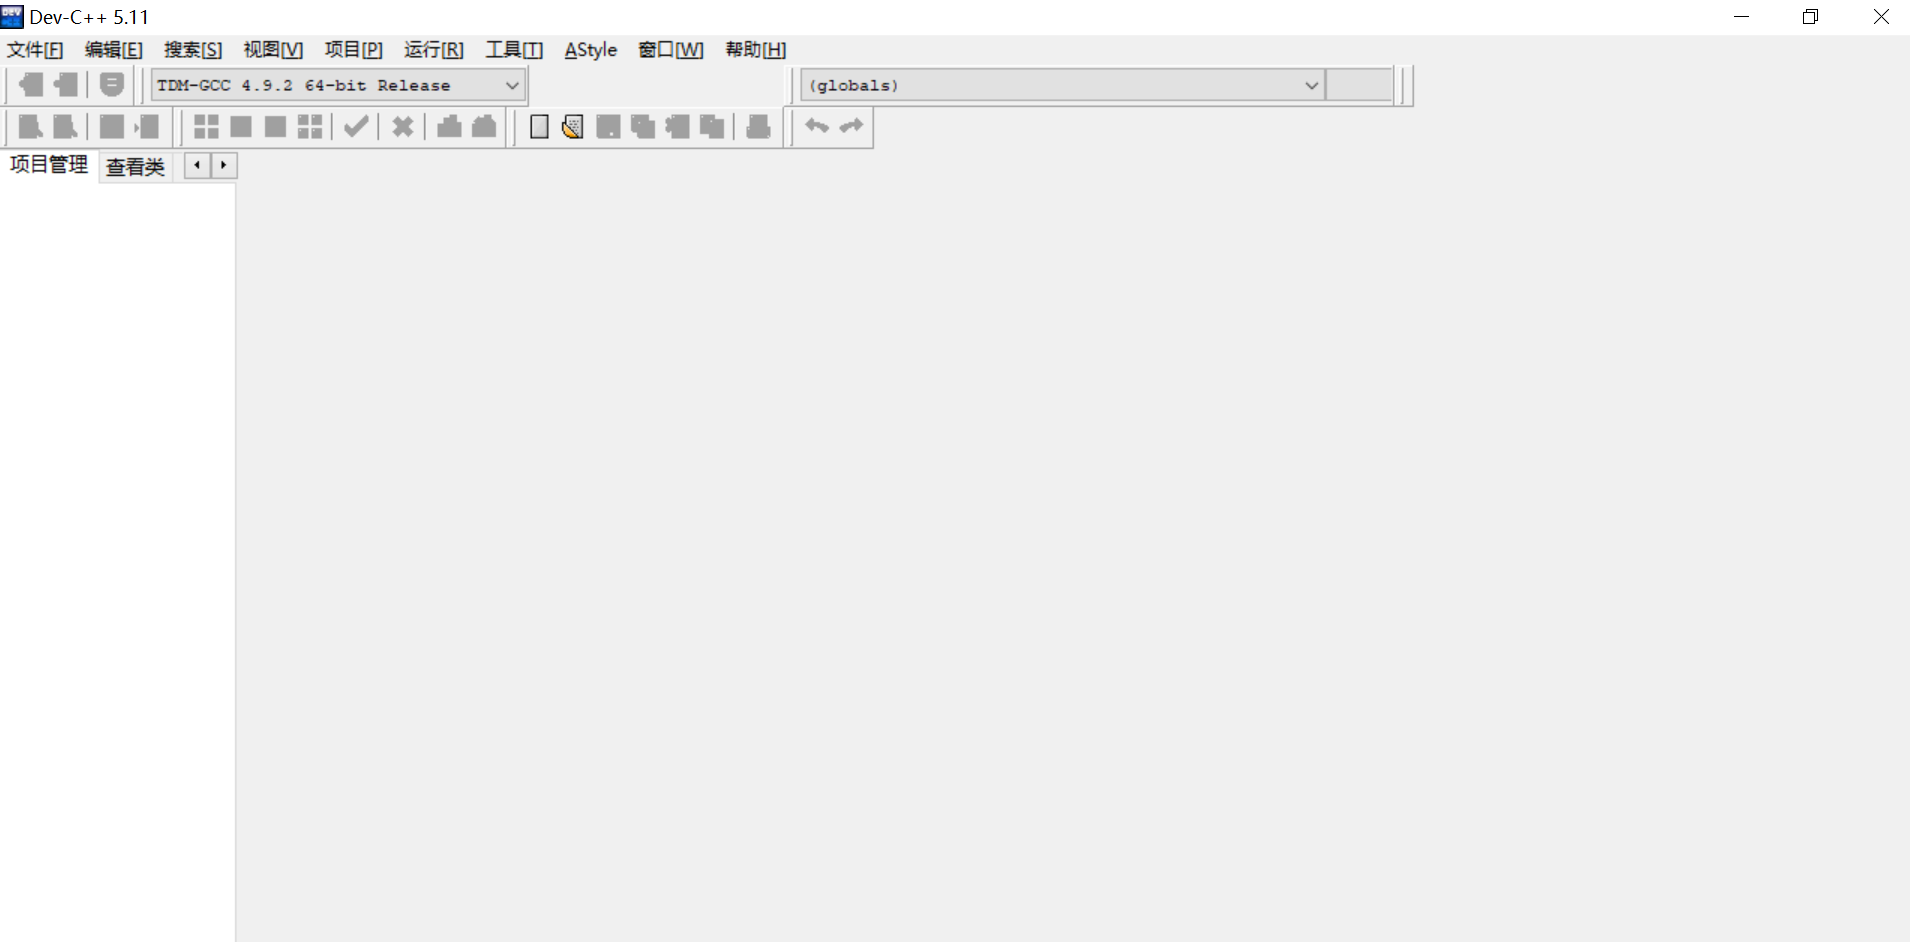 Dev-C++ 5.11
文件[F] 编辑[E] 搜索[S] 视图[V] 项目[P] 运行[R] 工具[T] AStyle 窗口[W] 帮助[H]
TDM-GCC 4.9.2 64-bit Release (globals)
项目管理 查看类